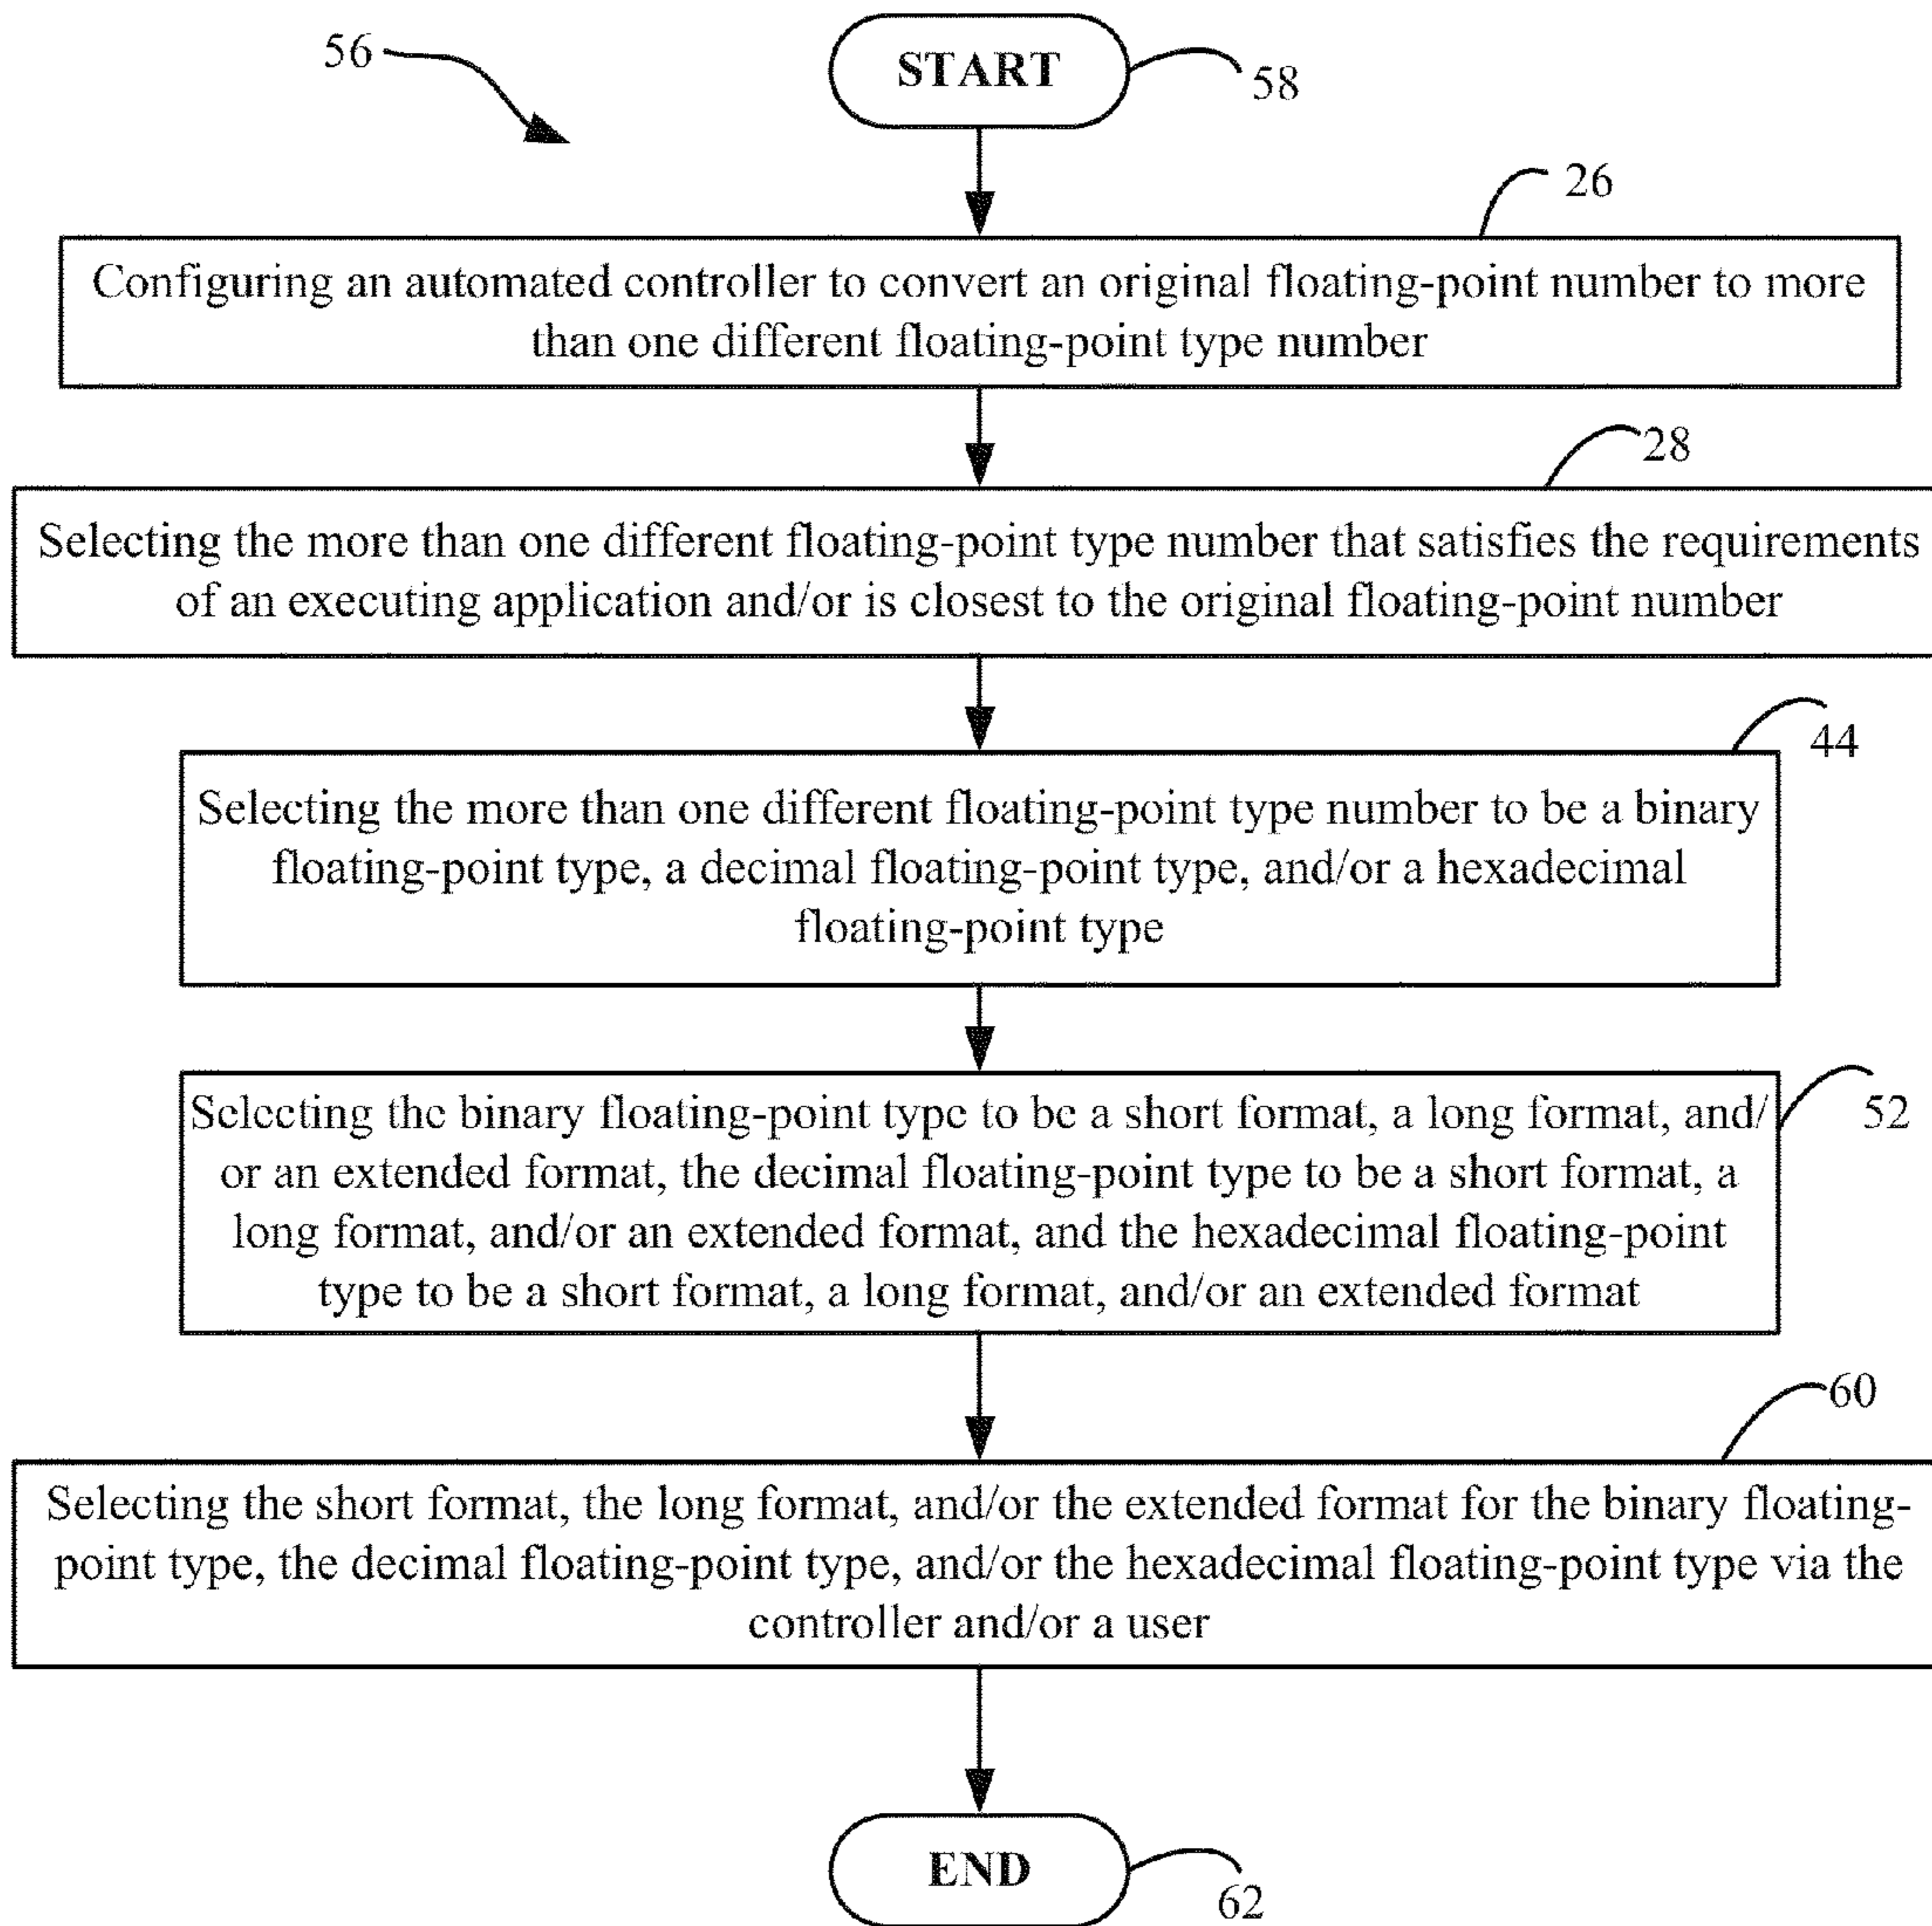 56
START
58
26
Configuring an automated controller to convert an original floating-point number to more
than one different floating-point type number
28
Selecting the more than one different floating-point type number that satisfies the requirements
of an executing application and/or is closest to the original floating-point number
44
Selecting the more than one different floating-point type number to be a binary
floating-point type, a decimal floating-point type, and/or a hexadecimal
floating-point type
52
Selecting the binary floating-point type to be a short format, a long format, and/
or an extended format, the decimal floating-point type to be a short format, a
long format, and/or an extended format, and the hexadecimal floating-point
type to be a short format, a long format, and/or an extended format
60
Selecting the short format, the long format, and/or the extended format for the binary floating-
point type, the decimal floating-point type, and/or the hexadecimal floating-point type via the
controller and/or a user
END
62